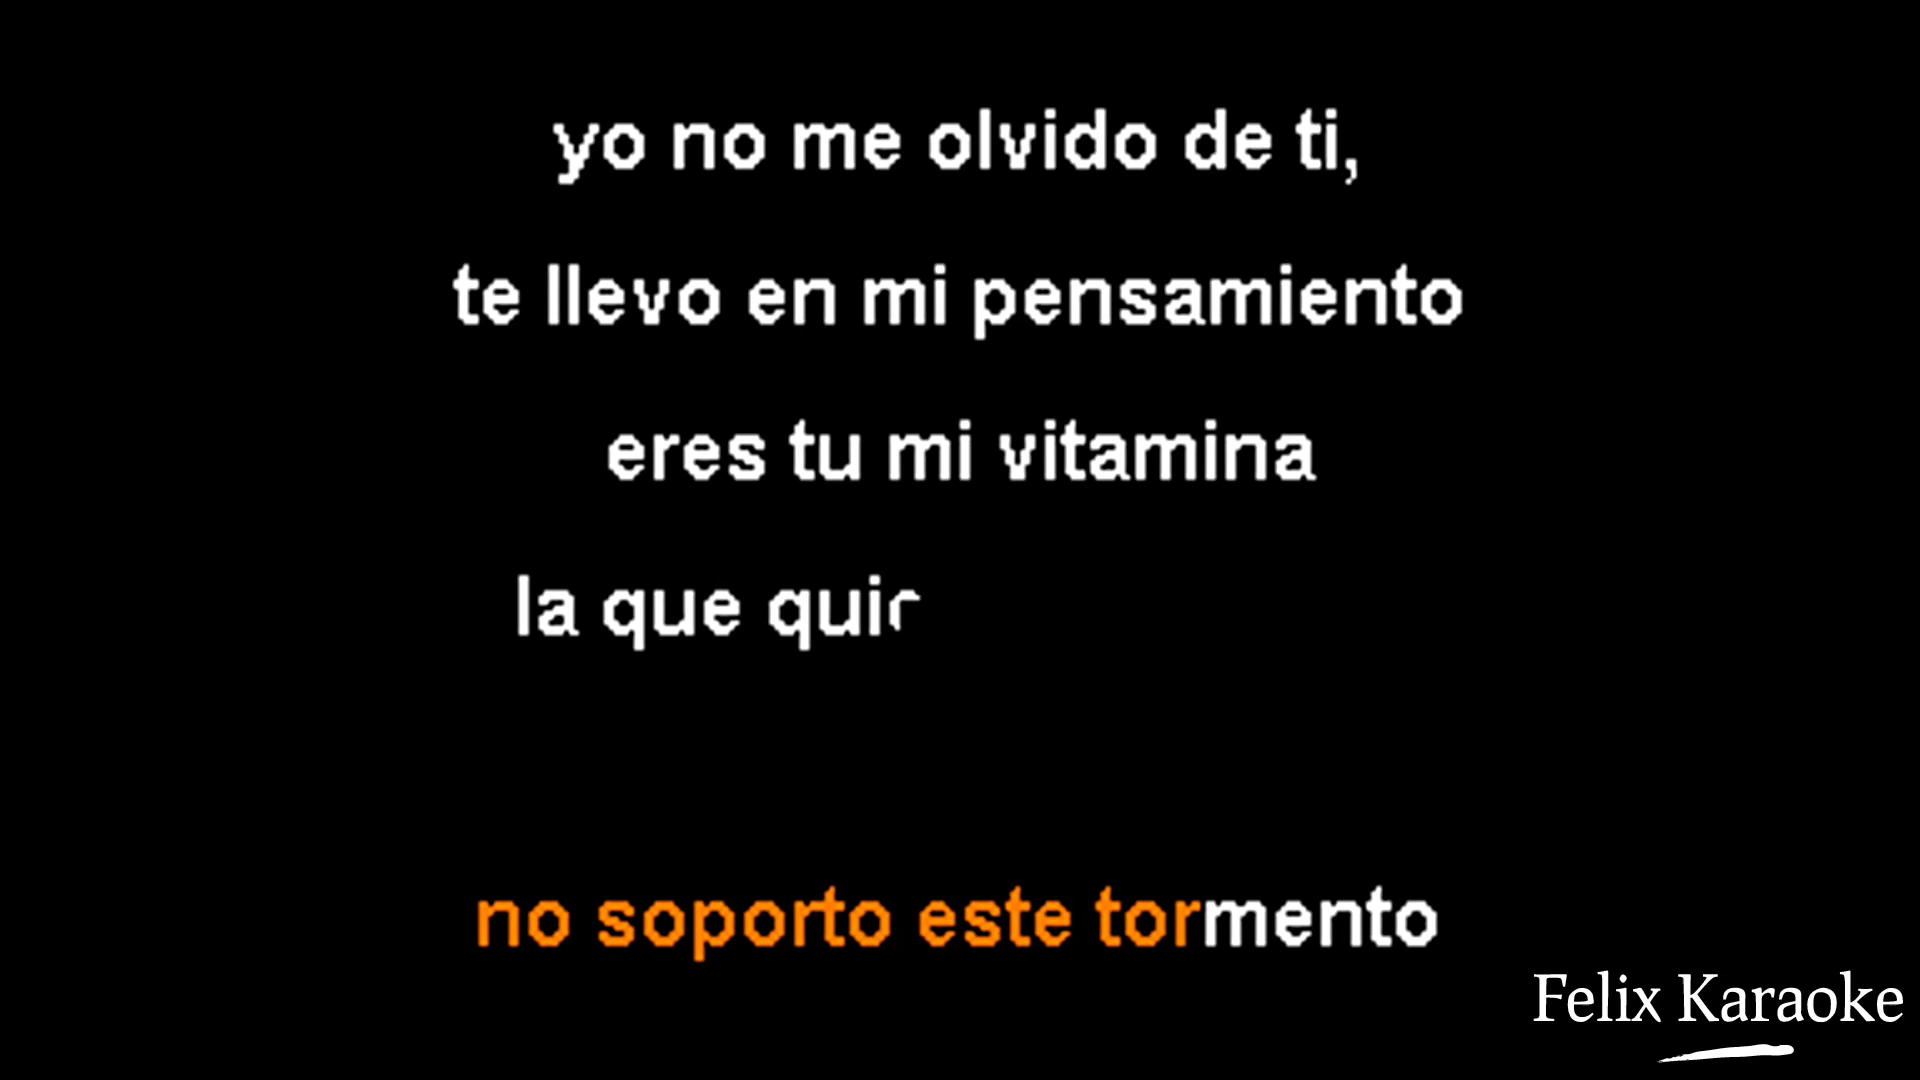 yo no me olvido de ti,
te llevo en mi pensamiento
eres tu mi vitamina
la que
no soporto este tormento
Felix Karaoke